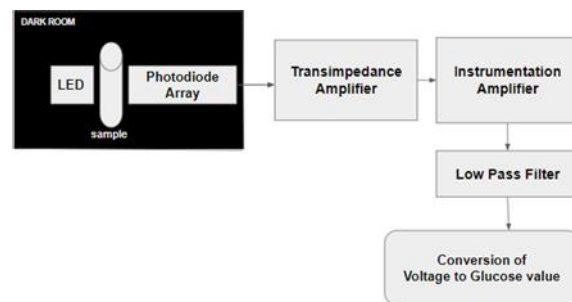 DARK ROOM
LED
sample
Photodiode
Array
Transimpedance
Amplifier
Instrumentation
Amplifier
Low Pass Filter
Conversion of
Voltage to Glucose value